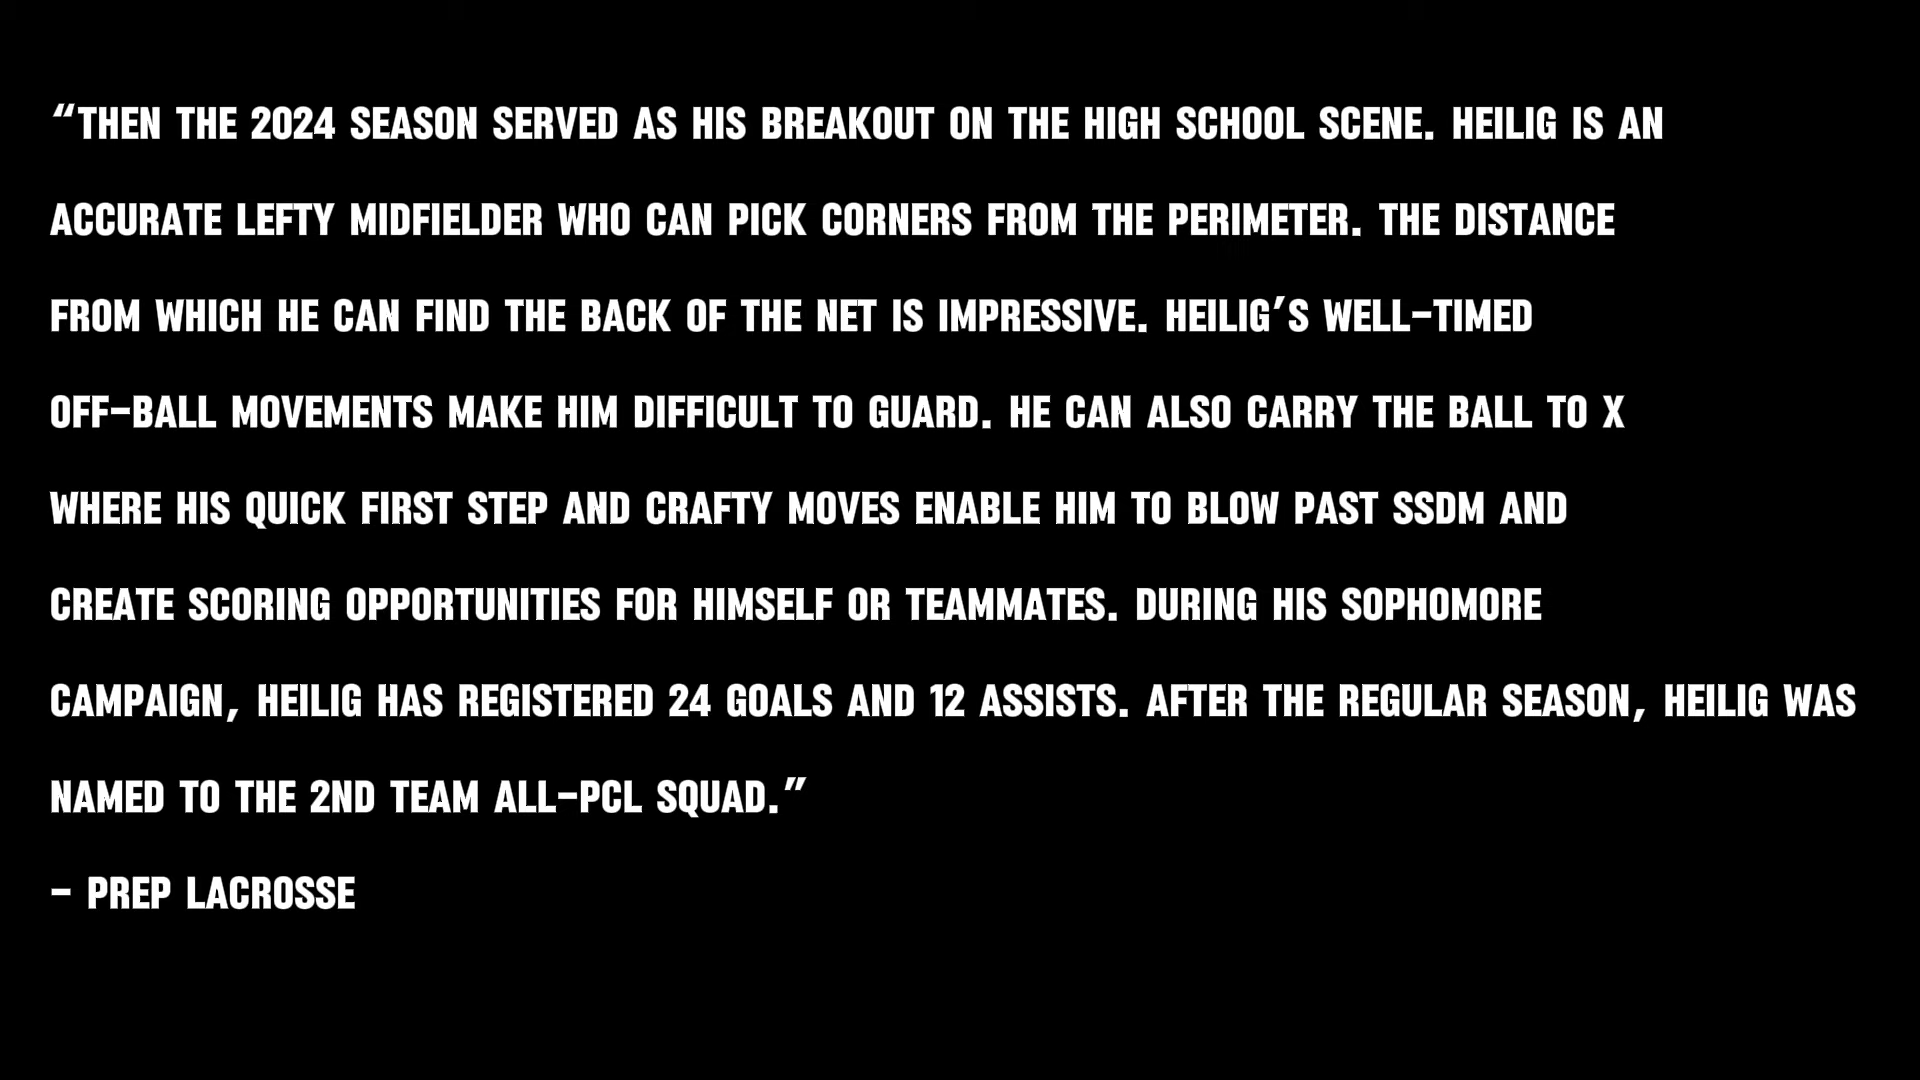 “THEN THE 2024 SEASON SERVED AS HIS BREAKOUT ON THE HIGH SCHOOL SCENE. HEILIG IS AN
ACCURATE LEFTY MIDFIELDER WHO CAN PICK CORNERS FROM THE PERIMETER. THE DISTANCE
FROM WHICH HE CAN FIND THE BACK OF THE NET IS IMPRESSIVE. HEILIG’S WELL-TIMED
OFF-BALL MOVEMENTS MAKE HIM DIFFICULT TO GUARD. HE CAN ALSO CARRY THE BALL TO X
WHERE HIS QUICK FIRST STEP AND CRAFTY MOVES ENABLE HIM TO BLOW PAST SSDM AND
CREATE SCORING OPPORTUNITIES FOR HIMSELF OR TEAMMATES. DURING HIS SOPHOMORE
CAMPAIGN, HEILIG HAS REGISTERED 24 GOALS AND 12 ASSISTS. AFTER THE REGULAR SEASON, HEILIG WAS
NAMED TO THE 2ND TEAM ALL-PCL SQUAD.”
- PREP LACROSSE